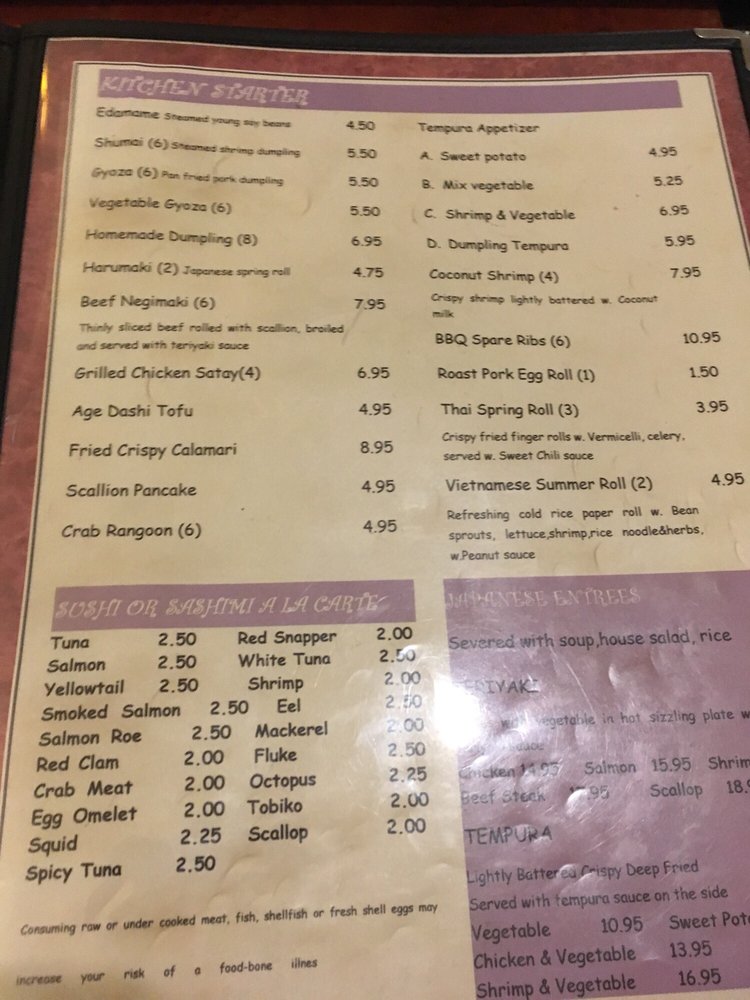 KITCHEN STARTER
Edamame Steamed young soy beans 4.50
Shumai (6) Steamed shrimp dumpling 5.50
Gyoza (6) Pan fried pork dumpling 5.50
Vegetable Gyoza (6) 5.50
Homemade Dumpling (8) 6.95
Harumaki (2) Japanese spring roll 4.75
Beef Negimaki (6) 7.95
Thinly sliced beef rolled with scallion, broiled
and served with teriyaki sauce
Grilled Chicken Satay(4) 6.95
Age Dashi Tofu 4.95
Fried Crispy Calamari 8.95
Scallion Pancake 4.95
Crab Rangoon (6) 4.95
Tempura Appetizer
A. Sweet potato 4.95
B. Mix vegetable 5.25
C. Shrimp & Vegetable 6.95
D. Dumpling Tempura 5.95
Coconut Shrimp (4) 7.95
Crispy shrimp lightly battered w. Coconut
milk
BBQ Spare Ribs (6) 10.95
Roast Pork Egg Roll (1) 1.50
Thai Spring Roll (3) 3.95
Crispy fried finger rolls w. Vermicelli, celery,
served w. Sweet Chili sauce
Vietnamese Summer Roll (2) 4.95
Refreshing cold rice paper roll w. Bean
sprouts, lettuce,shrimp,rice noodle&herbs,
w.Peanut sauce
SUSHI OR SASHIMI A LA CARTE
Tuna 2.50 Red Snapper 2.00
Salmon 2.50 White Tuna 2.50
Yellowtail 2.50 Shrimp 2.00
Smoked Salmon 2.50 Eel 2.50
Salmon Roe 2.50 Mackerel 2.00
Red Clam 2.00 Fluke 2.50
Crab Meat 2.00 Octopus 2.25
Egg Omelet 2.00 Tobiko 2.00
Squid 2.25 Scallop 2.00
Spicy Tuna 2.50
Consuming raw or under cooked meat, fish, shellfish or fresh shell eggs may
increase your risk of a food-bone illnes
JAPANESE ENTREES
Severed with soup,house salad, rice
vegetable in hot sizzling plate
sauce
Chicken 14.95 Salmon 15.95
Beef Steak Scallop
TEMPURA
Lightly Battered Crispy Deep Fried
Served with tempura sauce on the side
Vegetable 10.95 Sweet
Chicken & Vegetable 13.95
Shrimp & Vegetable 16.95